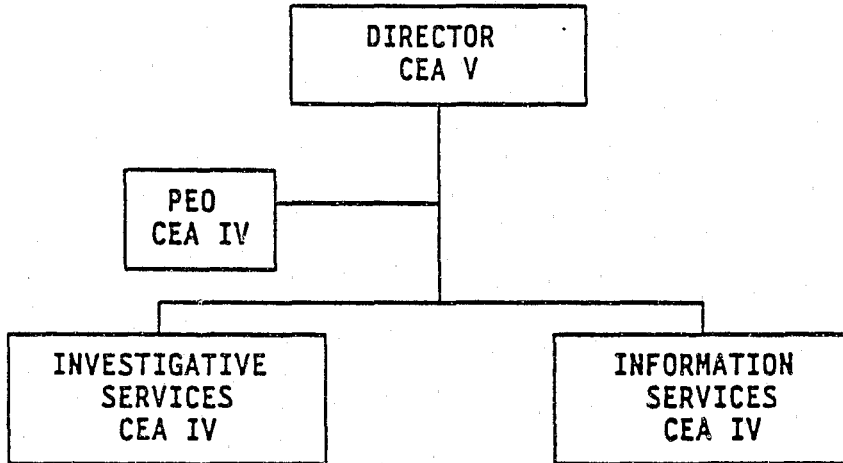 DIRECTOR
CEA V
PEO
CEA IV
INVESTIGATIVE
SERVICES
CEA IV
INFORMATION
SERVICES
CEA IV